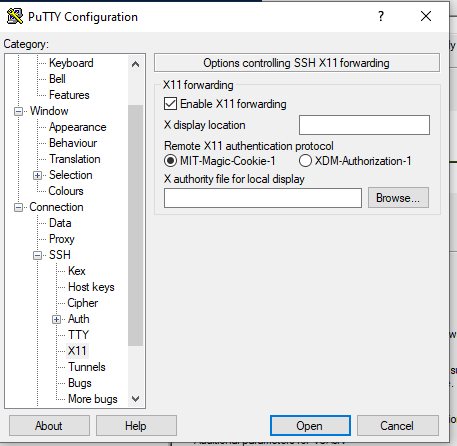 PuTTY Configuration
Category:
Keyboard
Bell
Features
Window
Appearance
Behaviour
Translation
Selection
Colours
Connection
Data
Proxy
SSH
Kex
Host keys
Cipher
Auth
TTY
X11
Tunnels
Bugs
More bugs
Options controlling SSH X11 forwarding
X11 forwarding
Enable X11 forwarding
X display location
Remote X11 authentication protocol
MIT-Magic-Cookie-1 XDM-Authorization-1
X authority file for local display
Browse...
About Help Open Cancel